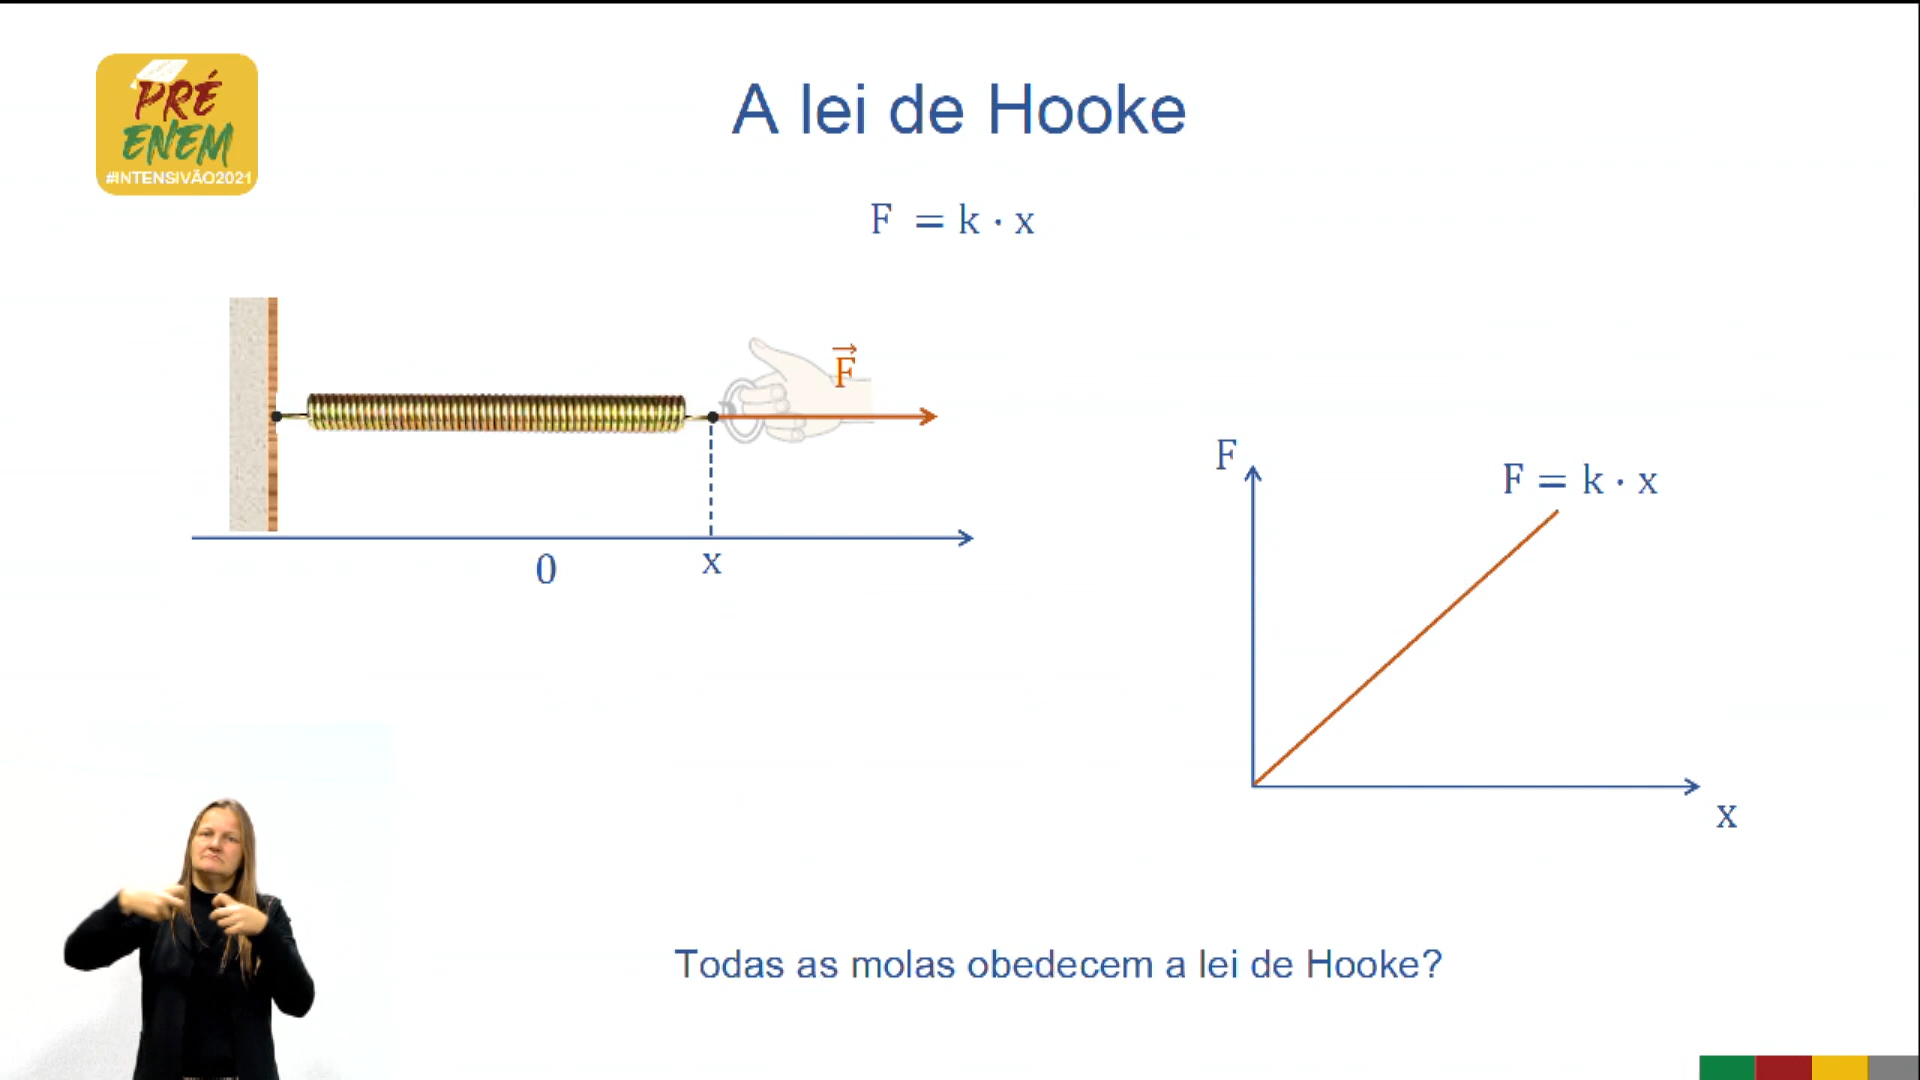 PRÉ
ENEM
#INTENSIVÃO2021
A lei de Hooke
F = k · x
F
0
x
F
F = k · x
x
Todas as molas obedecem a lei de Hooke?